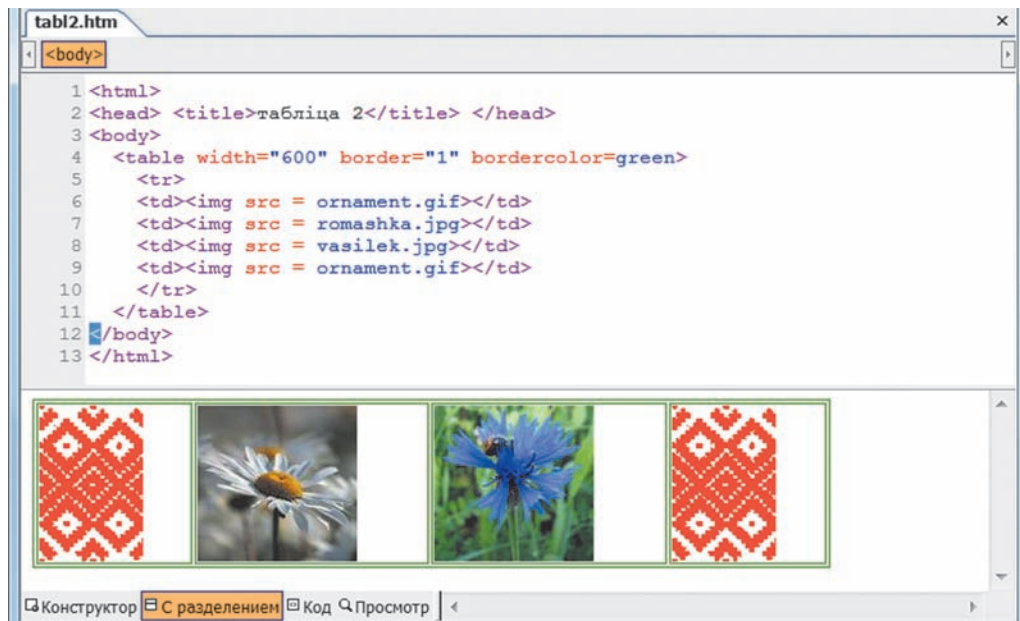 tabl2.htm ×
<body>
1 <html>
2 <head> <title>табліца 2</title> </head>
3 <body>
4 <table width="600" border="1" bordercolor=green>
5 <tr>
6 <td><img src = ornament.gif></td>
7 <td><img src = romashka.jpg></td>
8 <td><img src = vasilek.jpg></td>
9 <td><img src = ornament.gif></td>
10 </tr>
11 </table>
12 </body>
13 </html>
Конструктор С разделением Код Просмотр